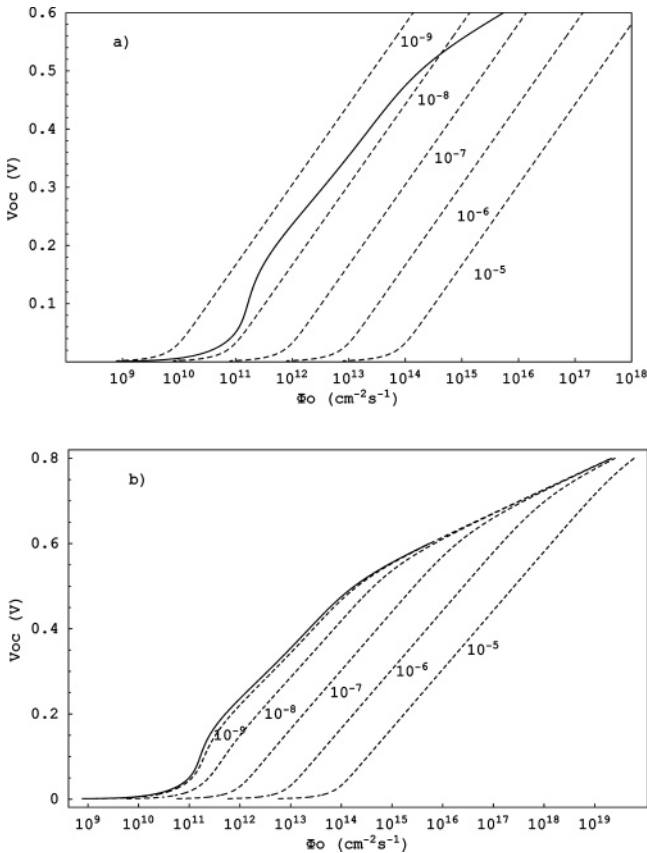 a)
0.6
0.5
0.4
0.3
0.2
0.1
Voc (V)
10⁻⁹
10⁻⁸
10⁻⁷
10⁻⁶
10⁻⁵
10⁹ 10¹⁰ 10¹¹ 10¹² 10¹³ 10¹⁴ 10¹⁵ 10¹⁶ 10¹⁷ 10¹⁸
Φo (cm⁻²s⁻¹)
b)
0.8
0.6
0.4
0.2
0
Voc (V)
10⁻⁵
10⁻⁶
10⁻⁷
10⁻⁸
10⁻⁹
10⁹ 10¹⁰ 10¹¹ 10¹² 10¹³ 10¹⁴ 10¹⁵ 10¹⁶ 10¹⁷ 10¹⁸ 10¹⁹
Φo (cm⁻²s⁻¹)